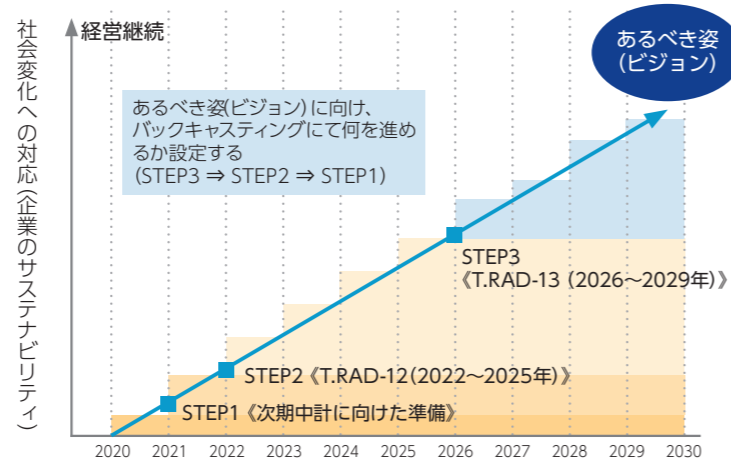 社会変化への対応(企業のサステナビリティ)
経営継続
あるべき姿
(ビジョン)
あるべき姿(ビジョン)に向け、
バックキャスティングにて何を進め
るか設定する
(STEP3 ⇒ STEP2 ⇒ STEP1)
STEP3
《T.RAD-13 (2026～2029年)》
STEP2《T.RAD-12(2022～2025年)》
STEP1《次期中計に向けた準備》
2020 2021 2022 2023 2024 2025 2026 2027 2028 2029 2030